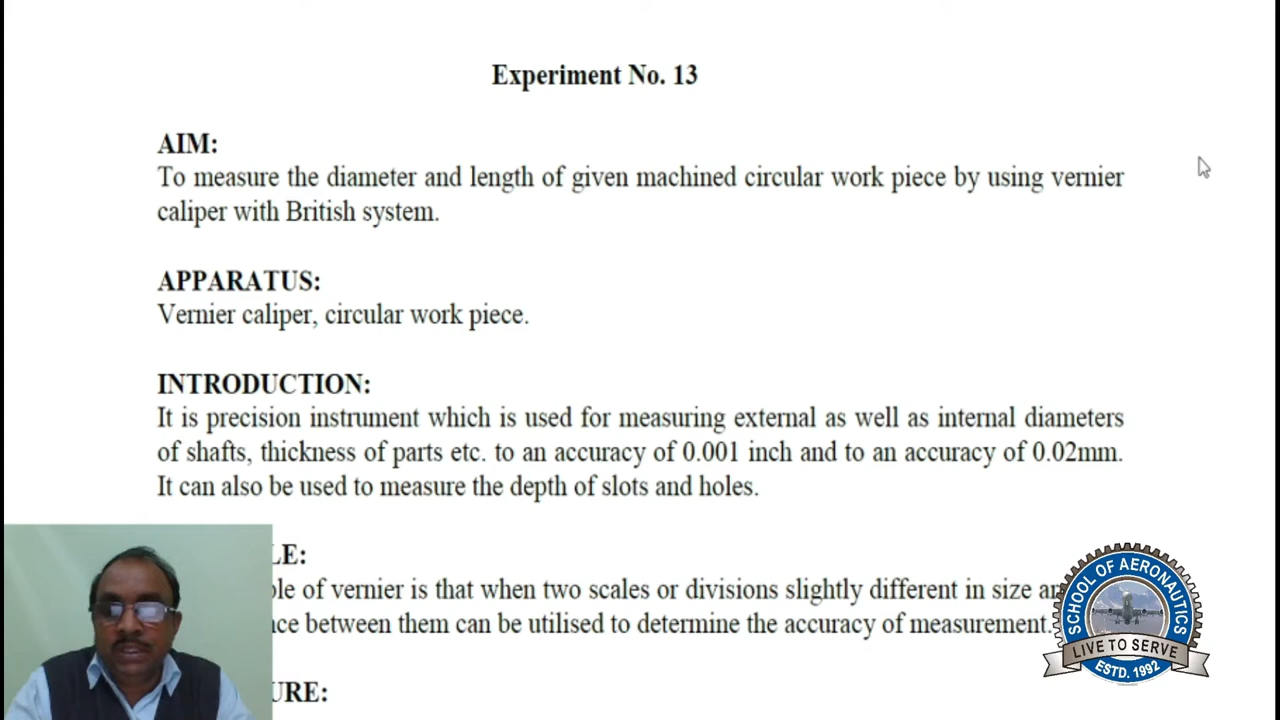 Experiment No. 13
AIM:
To measure the diameter and length of given machined circular work piece by using vernier
caliper with British system.
APPARATUS:
Vernier caliper, circular work piece.
INTRODUCTION:
It is precision instrument which is used for measuring external as well as internal diameters
of shafts, thickness of parts etc. to an accuracy of 0.001 inch and to an accuracy of 0.02mm.
It can also be used to measure the depth of slots and holes.
LE:
of vernier is that when two scales or divisions slightly different in size
between them can be utilised to determine the accuracy of measurement.
URE:
SCHOOL OF AERONAUTICS
LIVE TO SERVE
ESTD. 1992